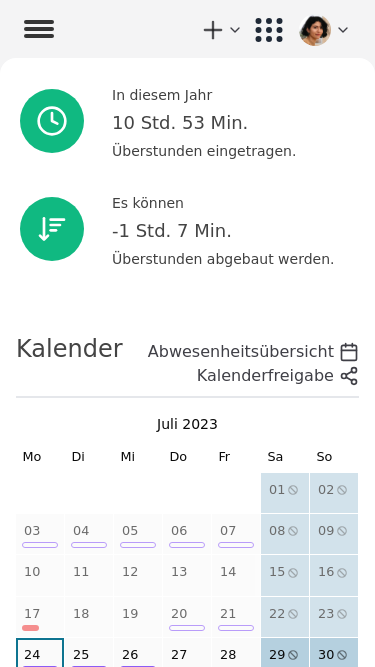 In diesem Jahr
10 Std. 53 Min.
Überstunden eingetragen.
Es können
-1 Std. 7 Min.
Überstunden abgebaut werden.
Kalender
Abwesenheitsübersicht
Kalenderfreigabe
Juli 2023
Mo Di Mi Do Fr Sa So
01 02
03 04 05 06 07 08 09
10 11 12 13 14 15 16
17 18 19 20 21 22 23
24 25 26 27 28 29 30